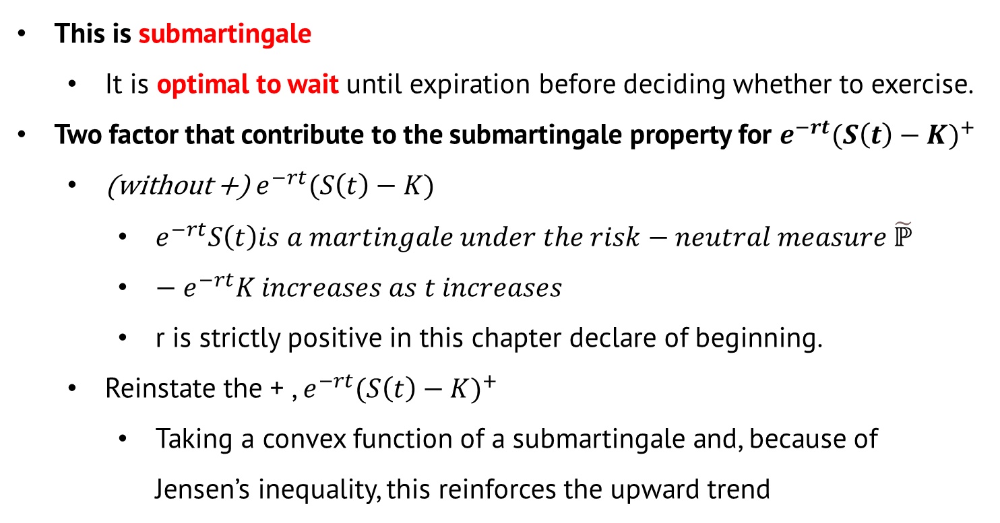 • This is submartingale
• It is optimal to wait until expiration before deciding whether to exercise.
• Two factor that contribute to the submartingale property for e^{−rt}(S(t) − K)^+
• (without +) e^{−rt}(S(t) − K)
• e^{−rt}S(t)is a martingale under the risk − neutral measure ℙ̃
• − e^{−rt}K increases as t increases
• r is strictly positive in this chapter declare of beginning.
• Reinstate the + , e^{−rt}(S(t) − K)^+
• Taking a convex function of a submartingale and, because of
Jensen’s inequality, this reinforces the upward trend